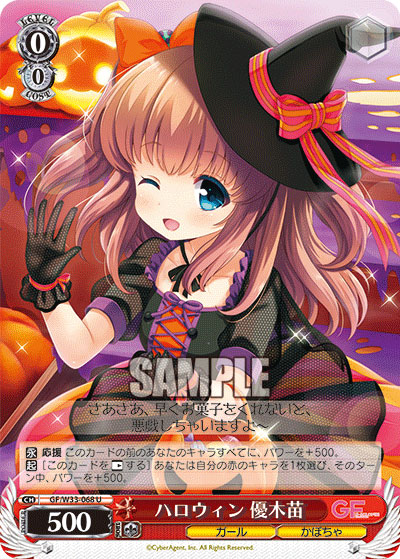 LEVEL
0
0
COST
SAMPLE
さあさあ、早くお菓子をくれないと、
悪戯しちゃいますよ～
永 応援 このカードの前のあなたのキャラすべてに、パワーを＋500。
起 ［このカードを する］ あなたは自分の赤のキャラを1枚選び、そのターン中、パワーを＋500。
CH GF/W33-068 U
500
ハロウィン 優木苗
GF
ガール
かぼちゃ
©CyberAgent, Inc. All Rights Reserved.